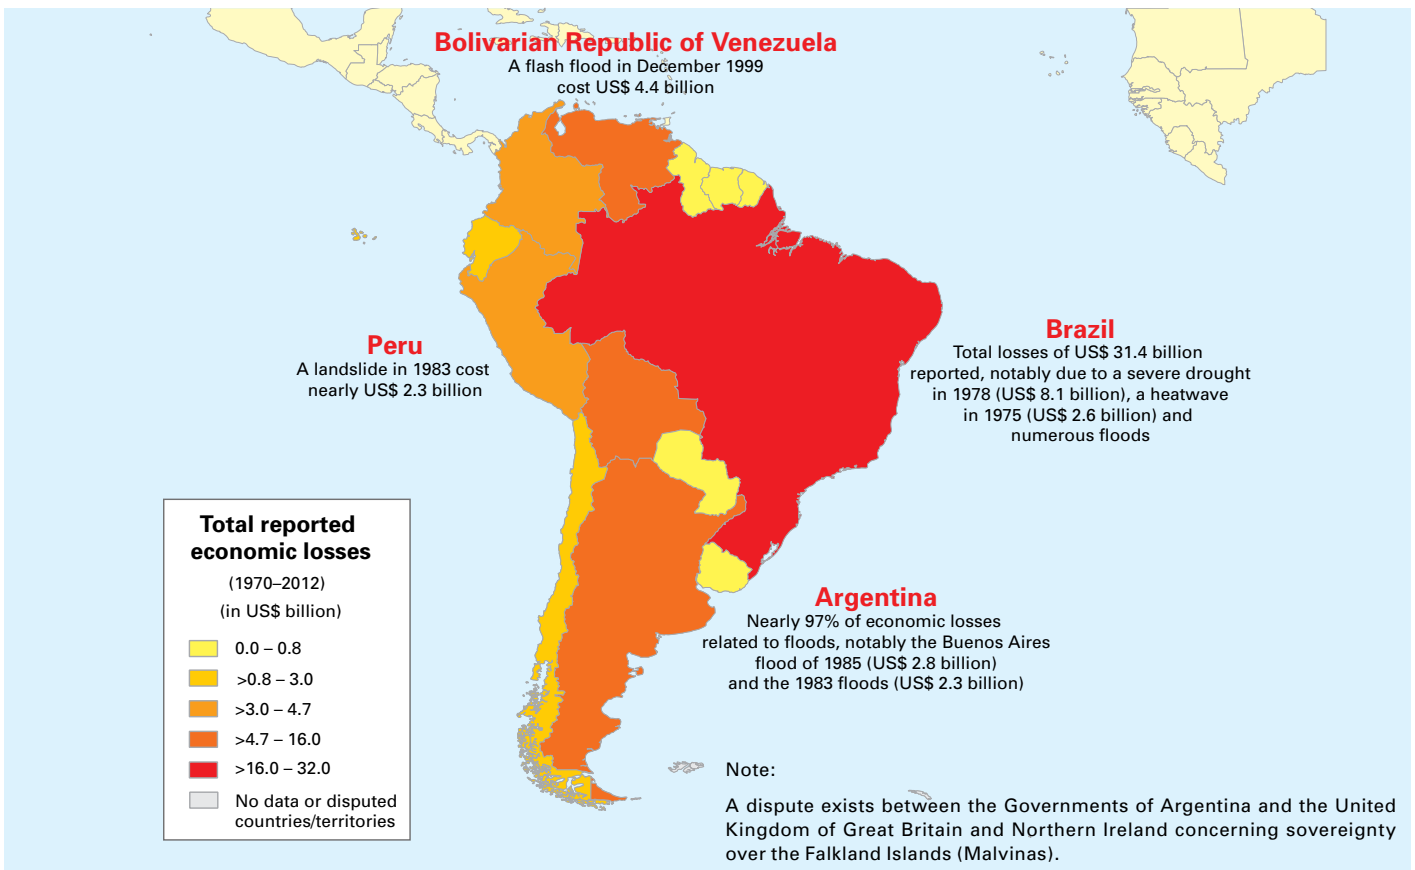 Bolivarian Republic of Venezuela
A flash flood in December 1999
cost US$ 4.4 billion
Peru
A landslide in 1983 cost
nearly US$ 2.3 billion
Brazil
Total losses of US$ 31.4 billion
reported, notably due to a severe drought
in 1978 (US$ 8.1 billion), a heatwave
in 1975 (US$ 2.6 billion) and
numerous floods
Argentina
Nearly 97% of economic losses
related to floods, notably the Buenos Aires
flood of 1985 (US$ 2.8 billion)
and the 1983 floods (US$ 2.3 billion)
Total reported
economic losses
(1970–2012)
(in US$ billion)
0.0 – 0.8
>0.8 – 3.0
>3.0 – 4.7
>4.7 – 16.0
>16.0 – 32.0
No data or disputed
countries/territories
Note:
A dispute exists between the Governments of Argentina and the United
Kingdom of Great Britain and Northern Ireland concerning sovereignty
over the Falkland Islands (Malvinas).